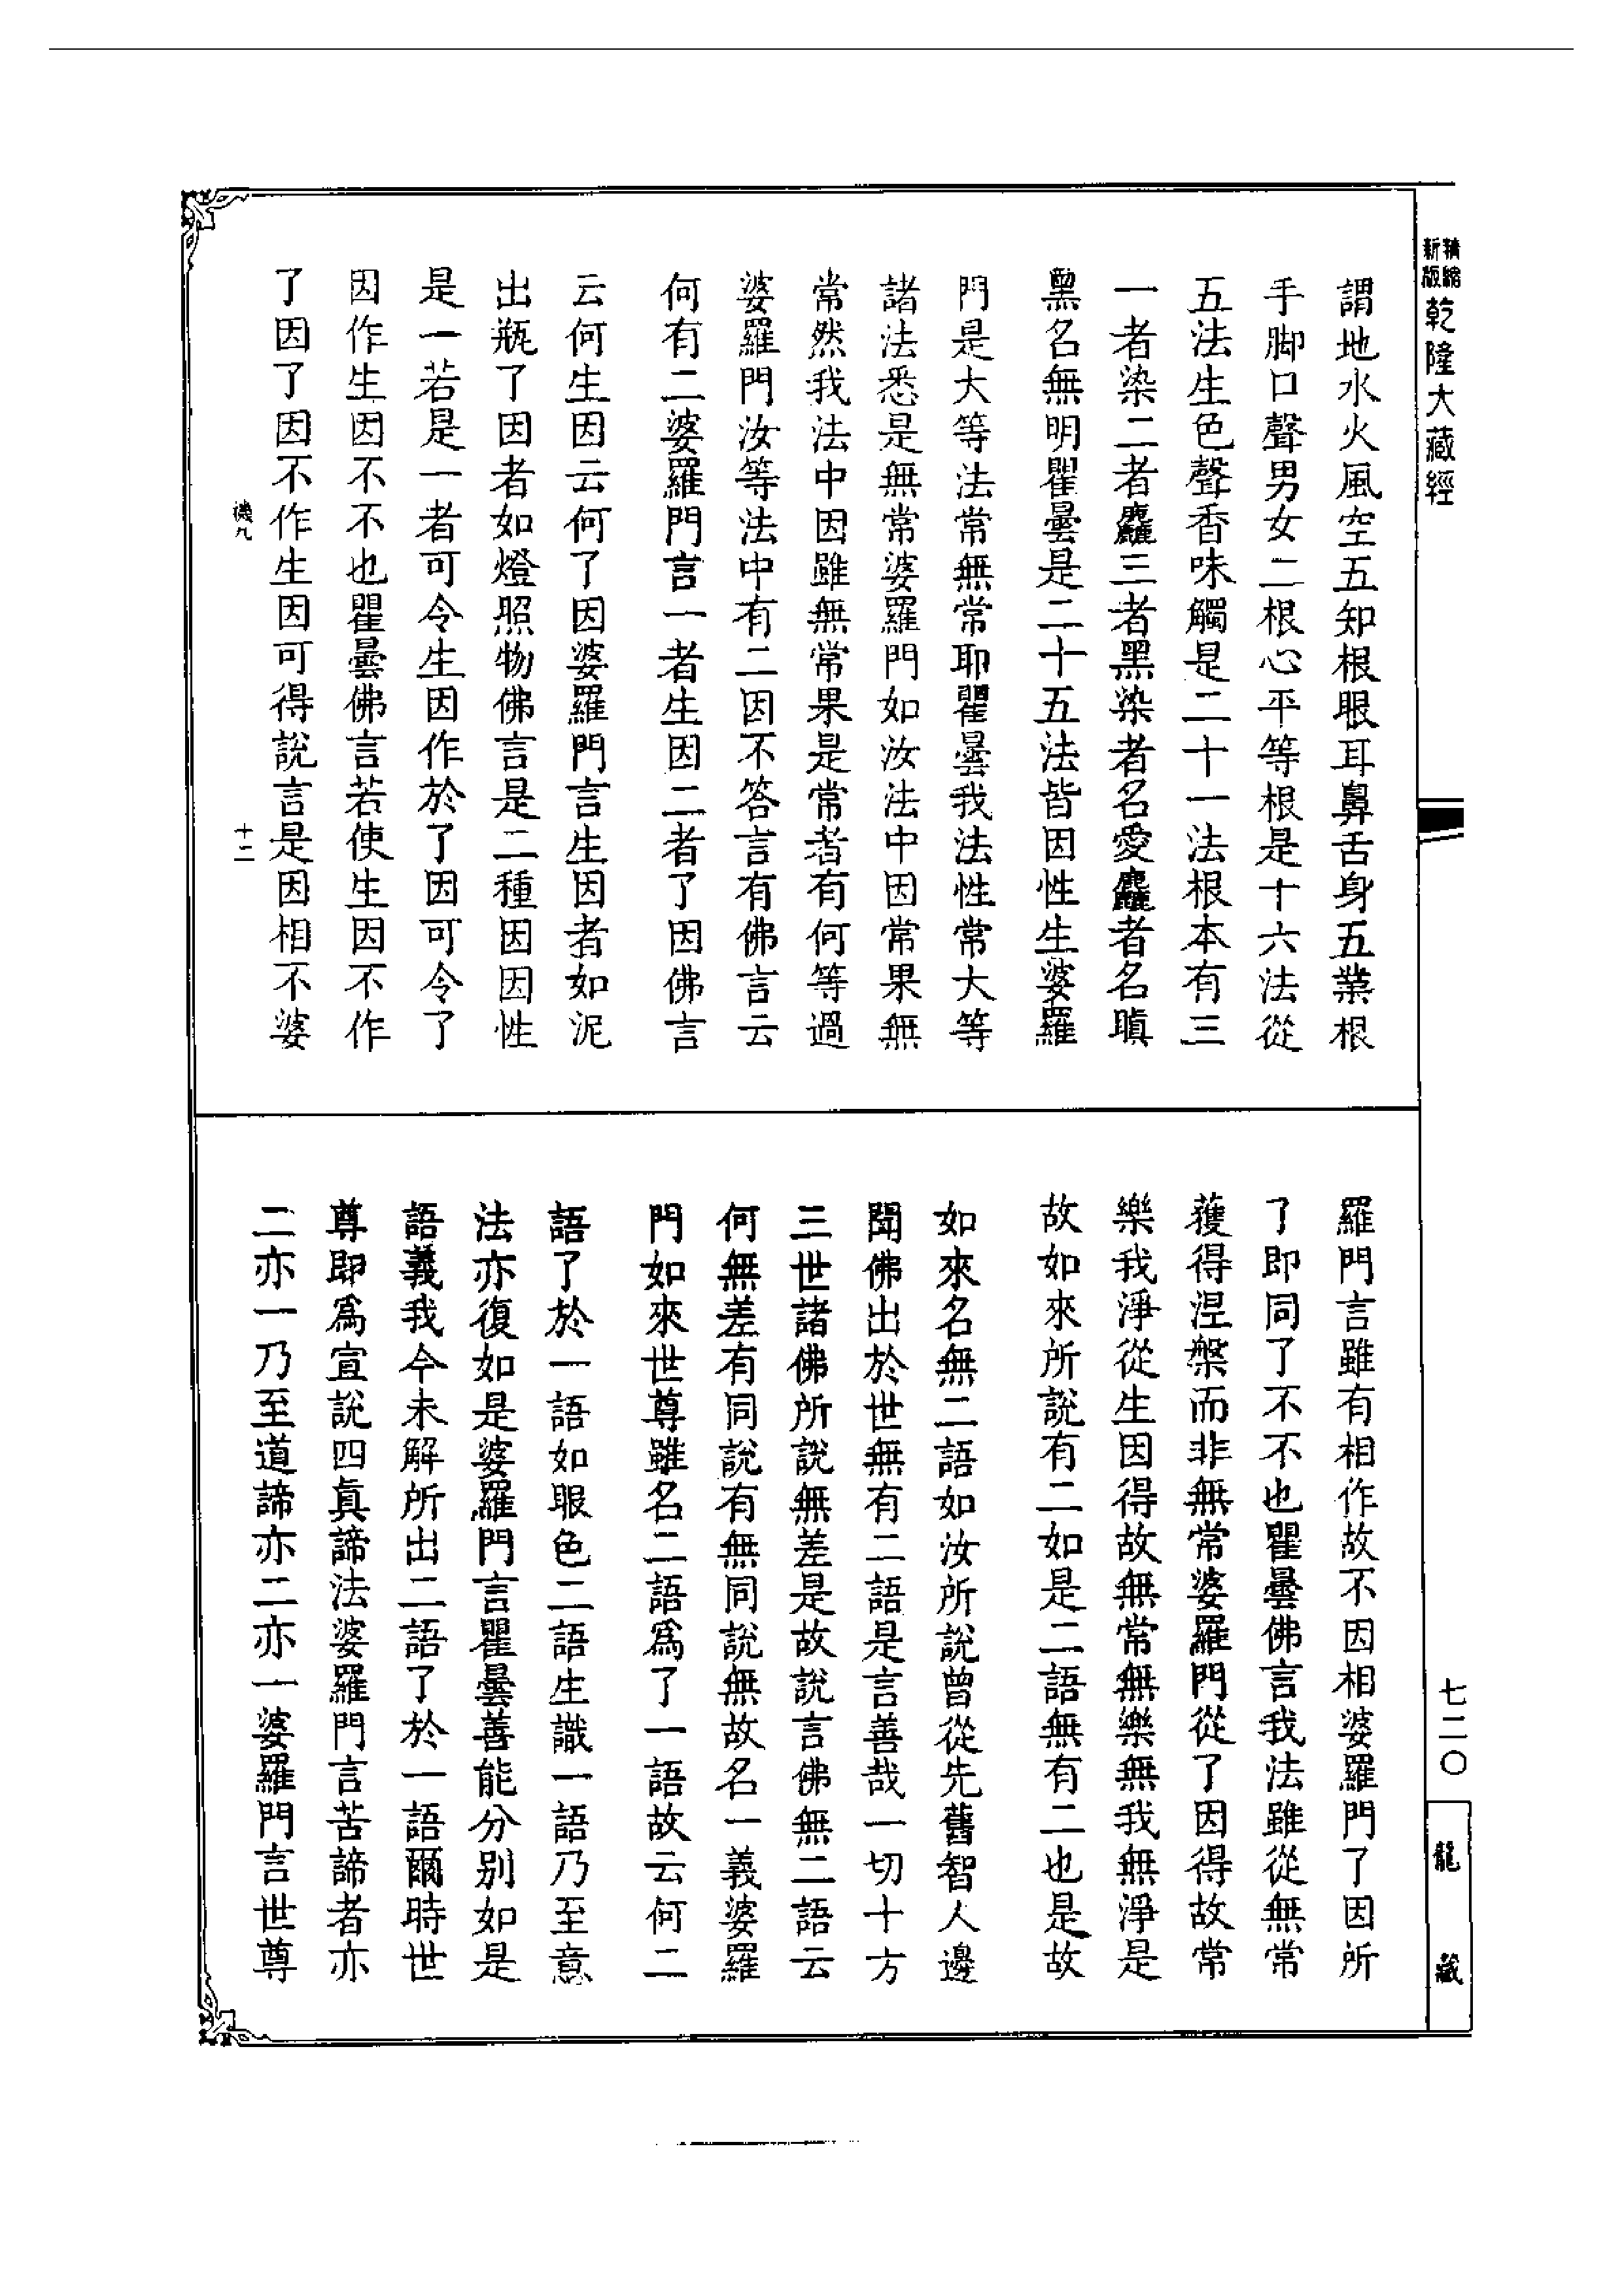 精縮新版乾隆大藏經
謂地水火風空五知根眼耳鼻舌身五業根
手脚口聲男女二根心平等根是十六法從
五法生色聲香味觸是二十一法根本有三
一者染二者麤三者黑染者名愛麤者名瞋
黑名無明瞿曇是二十五法皆因性生婆羅
門是大等法常無常耶瞿曇我法性常大等
諸法悉是無常婆羅門如汝法中因常果無
常然我法中因雖無常果是常者有何等過
婆羅門汝等法中有二因不答言有佛言云
何有二婆羅門言一者生因二者了因佛言
云何生因云何了因婆羅門言生因者如泥
出瓶了因者如燈照物佛言是二種因因性
是一若是一者可令生因作於了因可令了
因作生因不不也瞿曇佛言若使生因不作
了因了因不作生因可得說言是因相不婆
十二
羅門言雖有相作故不因相婆羅門了因所
了即同了不不也瞿曇佛言我法雖從無常
獲得涅槃而非無常婆羅門從了因得故常
樂我淨從生因得故無常無樂無我無淨是
故如來所說有二如是二語無有二也是故
如來名無二語如汝所說曾從先舊智人邊
聞佛出於世無有二語是言善哉一切十方
三世諸佛所說無差是故說言佛無二語云
何無差有同說有無同說無故名一義婆羅
門如來世尊雖名二語為了一語故云何二
語了於一語如眼色二語生識一語乃至意
法亦復如是婆羅門言瞿曇善能分別如是
語義我今未解所出二語了於一語爾時世
尊即為宣說四真諦法婆羅門言苦諦者亦
二亦一乃至道諦亦二亦一婆羅門言世尊
七二〇
龍藏